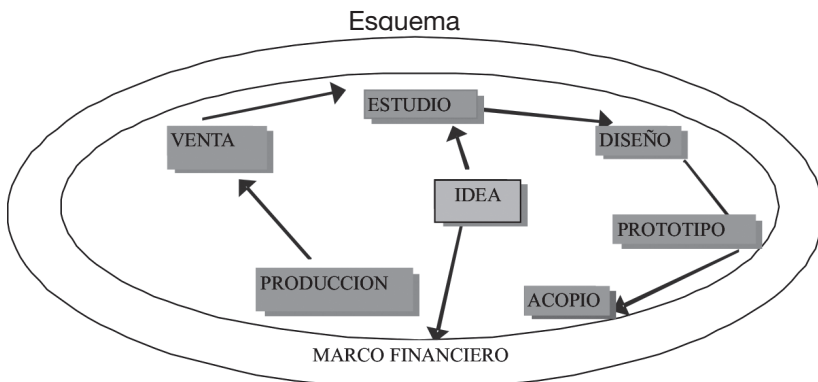 Esquema
ESTUDIO
VENTA
DISEÑO
IDEA
PROTOTIPO
PRODUCCION
ACOPIO
MARCO FINANCIERO